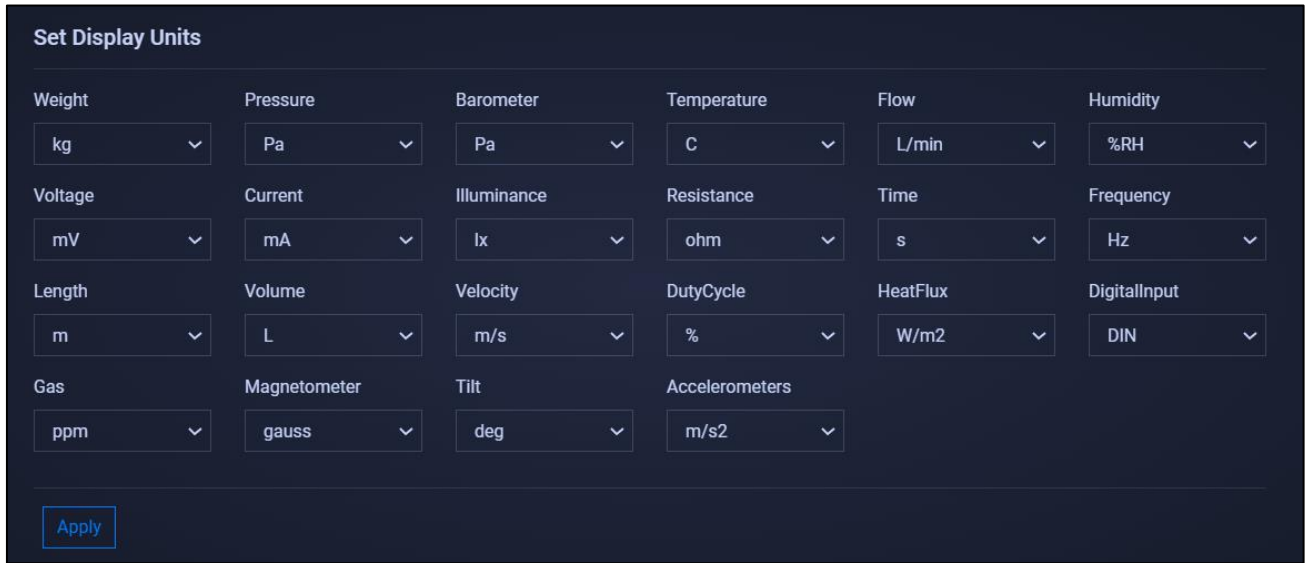 Set Display Units
Weight Pressure Barometer Temperature Flow Humidity
kg Pa Pa C L/min %RH
Voltage Current Illuminance Resistance Time Frequency
mV mA lx ohm s Hz
Length Volume Velocity DutyCycle HeatFlux DigitalInput
m L m/s % W/m2 DIN
Gas Magnetometer Tilt Accelerometers
ppm gauss deg m/s2
Apply